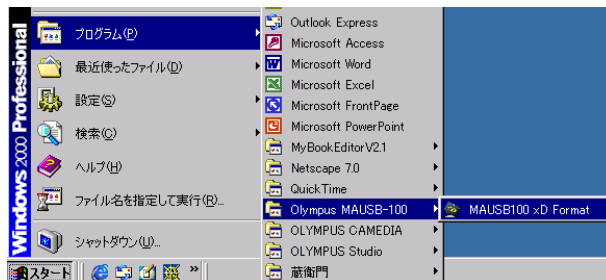 Windows 2000 Professional
プログラム(P)
最近使ったファイル(D)
設定(S)
検索(C)
ヘルプ(H)
ファイル名を指定して実行(R)...
シャットダウン(U)...
スタート
»
Outlook Express
Microsoft Access
Microsoft Word
Microsoft Excel
Microsoft FrontPage
Microsoft PowerPoint
MyBookEditorV2.1
Netscape 7.0
QuickTime
Olympus MAUSB-100
OLYMPUS CAMEDIA
OLYMPUS Studio
蔵衛門
MAUSB100 xD Format